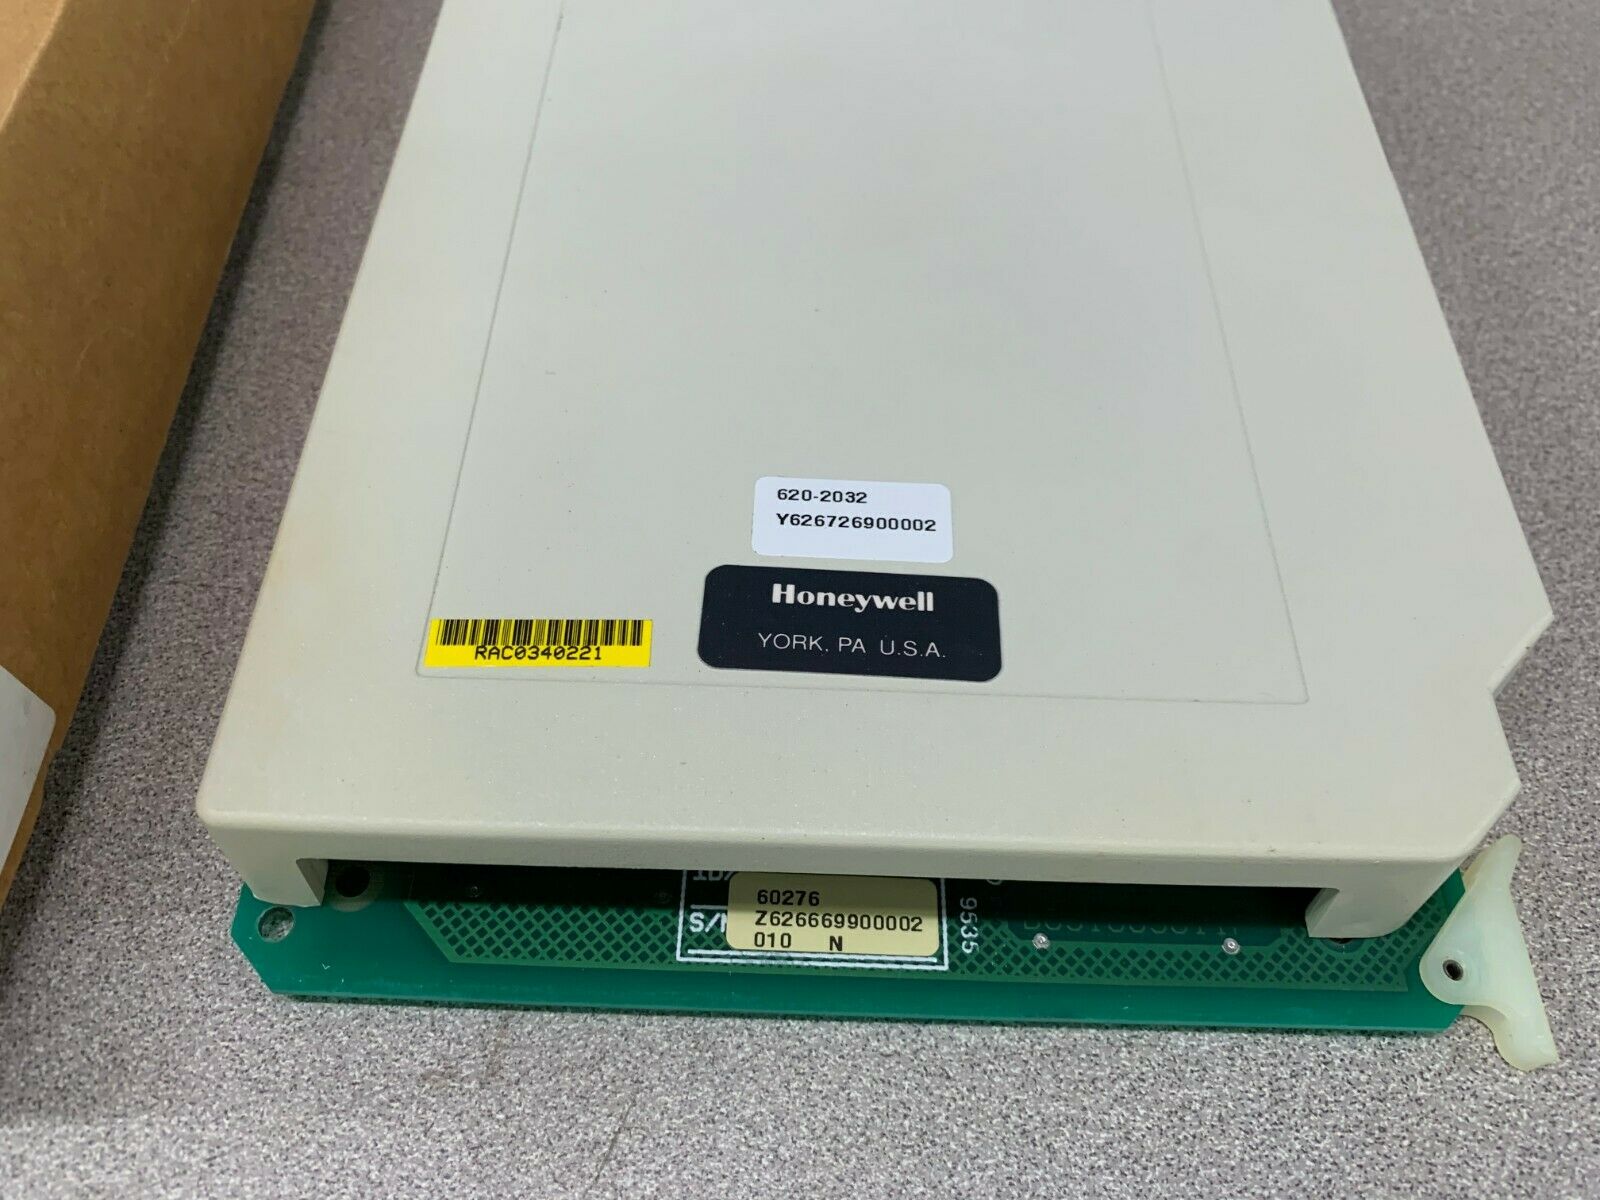 620-2032
Y626726900002
Honeywell
YORK, PA U.S.A.
RAC0340221
60276
S/N
Z626669900002
010 N
9535